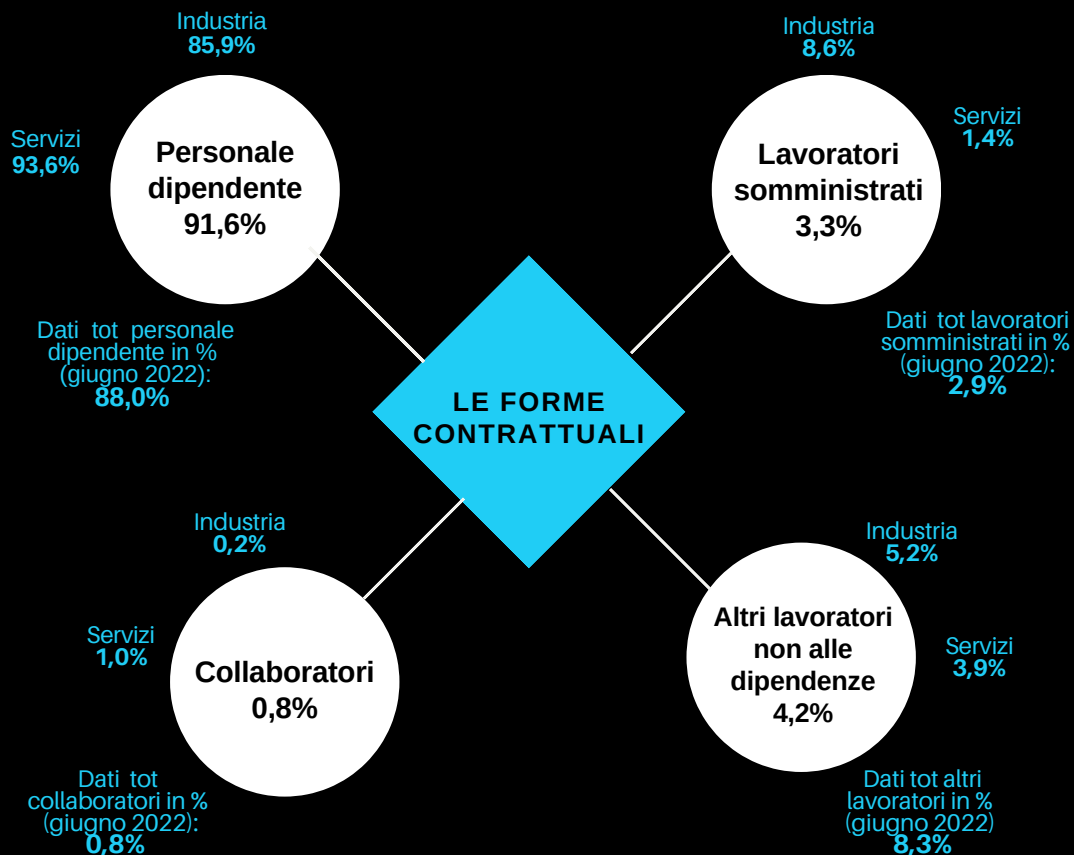 Industria
85,9%
Servizi
93,6%
Personale
dipendente
91,6%
Dati tot personale
dipendente in %
(giugno 2022):
88,0%
Industria
8,6%
Servizi
1,4%
Lavoratori
somministrati
3,3%
Dati tot lavoratori
somministrati in %
(giugno 2022):
2,9%
LE FORME
CONTRATTUALI
Industria
0,2%
Servizi
1,0%
Collaboratori
0,8%
Dati tot
collaboratori in %
(giugno 2022):
0,8%
Industria
5,2%
Servizi
3,9%
Altri lavoratori
non alle
dipendenze
4,2%
Dati tot altri
lavoratori in %
(giugno 2022)
8,3%